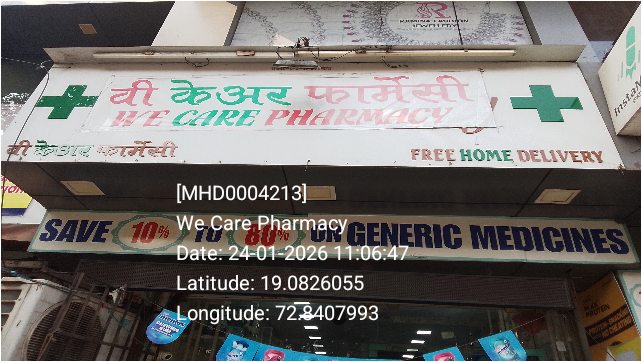 JEWELLERY
वी केअर फार्मेसी
WE CARE PHARMACY
वी केअर फार्मेसी
FREE HOME DELIVERY
[MHD0004213]
We Care Pharmacy
SAVE 10% TO 80% ON GENERIC MEDICINES
Date: 24-01-2026 11:06:47
Latitude: 19.0826055
Longitude: 72.8407993